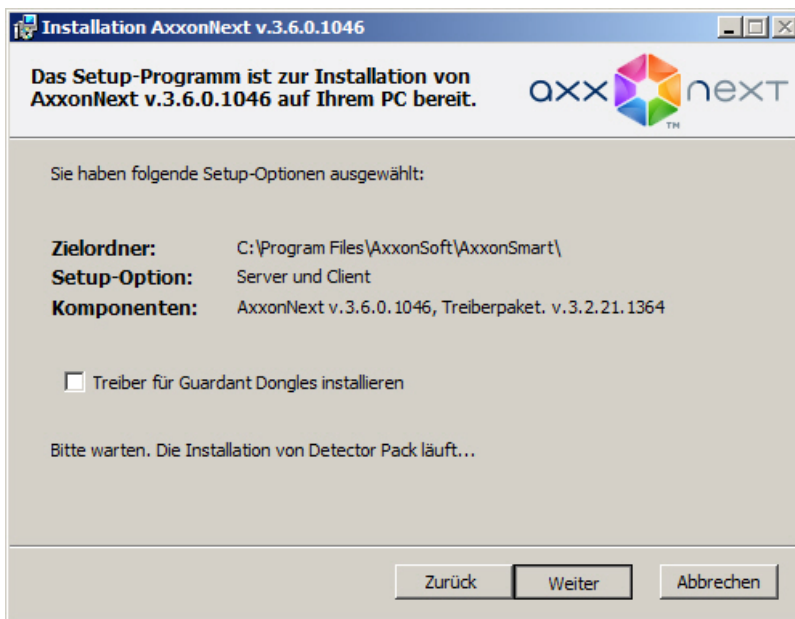 Installation AxxonNext v.3.6.0.1046
Das Setup-Programm ist zur Installation von
AxxonNext v.3.6.0.1046 auf Ihrem PC bereit.
axx next
TM
Sie haben folgende Setup-Optionen ausgewählt:
Zielordner: C:\Program Files\AxxonSoft\AxxonSmart\
Setup-Option: Server und Client
Komponenten: AxxonNext v.3.6.0.1046, Treiberpaket. v.3.2.21.1364
Treiber für Guardant Dongles installieren
Bitte warten. Die Installation von Detector Pack läuft...
Zurück Weiter Abbrechen